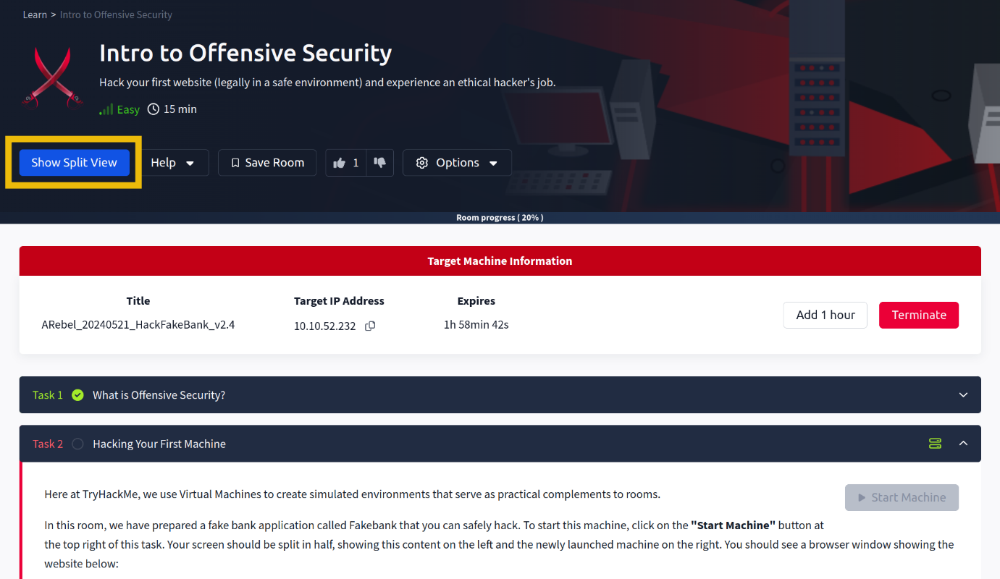 Learn > Intro to Offensive Security
Intro to Offensive Security
Hack your first website (legally in a safe environment) and experience an ethical hacker's job.
Easy 15 min
Show Split View Help Save Room 1 Options
Room progress ( 20% )
Target Machine Information
Title Target IP Address Expires
ARebel_20240521_HackFakeBank_v2.4 10.10.52.232 1h 58min 42s Add 1 hour Terminate
Task 1 What is Offensive Security?
Task 2 Hacking Your First Machine
Here at TryHackMe, we use Virtual Machines to create simulated environments that serve as practical complements to rooms.
Start Machine
In this room, we have prepared a fake bank application called Fakebank that you can safely hack. To start this machine, click on the "Start Machine" button at
the top right of this task. Your screen should be split in half, showing this content on the left and the newly launched machine on the right. You should see a browser window showing the
website below: